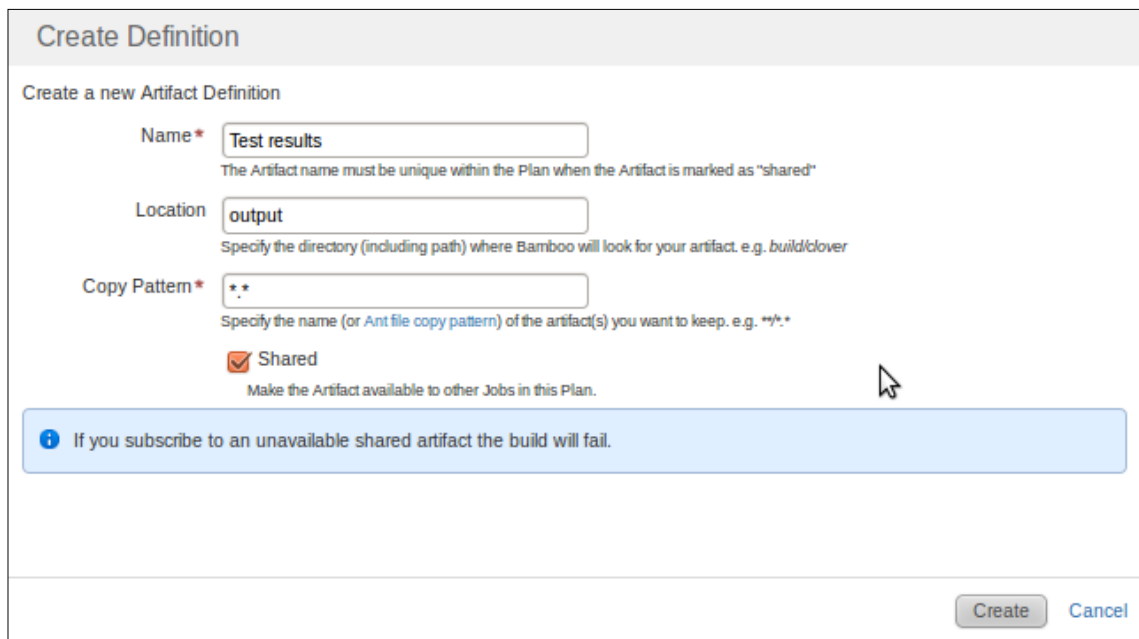 Create Definition
Create a new Artifact Definition
Name* Test results
The Artifact name must be unique within the Plan when the Artifact is marked as "shared"
Location output
Specify the directory (including path) where Bamboo will look for your artifact. e.g. build/clover
Copy Pattern* *.*
Specify the name (or Ant file copy pattern) of the artifact(s) you want to keep. e.g. **/*.*
Shared
Make the Artifact available to other Jobs in this Plan.
If you subscribe to an unavailable shared artifact the build will fail.
Create Cancel